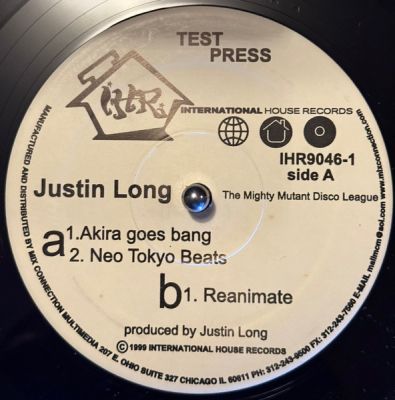 TEST
PRESS
IHR
INTERNATIONAL HOUSE RECORDS
IHR9046-1
side A
Justin Long
The Mighty Mutant Disco League
a 1.Akira goes bang
2. Neo Tokyo Beats
b 1. Reanimate
produced by Justin Long
© 1999 INTERNATIONAL HOUSE RECORDS
MANUFACTURED AND DISTRIBUTED BY MIX CONNECTION MULTIMEDIA 207 E. OHIO SUITE 327 CHICAGO IL 60611 PH: 312-243-9500 FX: 312-243-7560 E-MAIL mailmcm@aol.com www.mixconnection.com